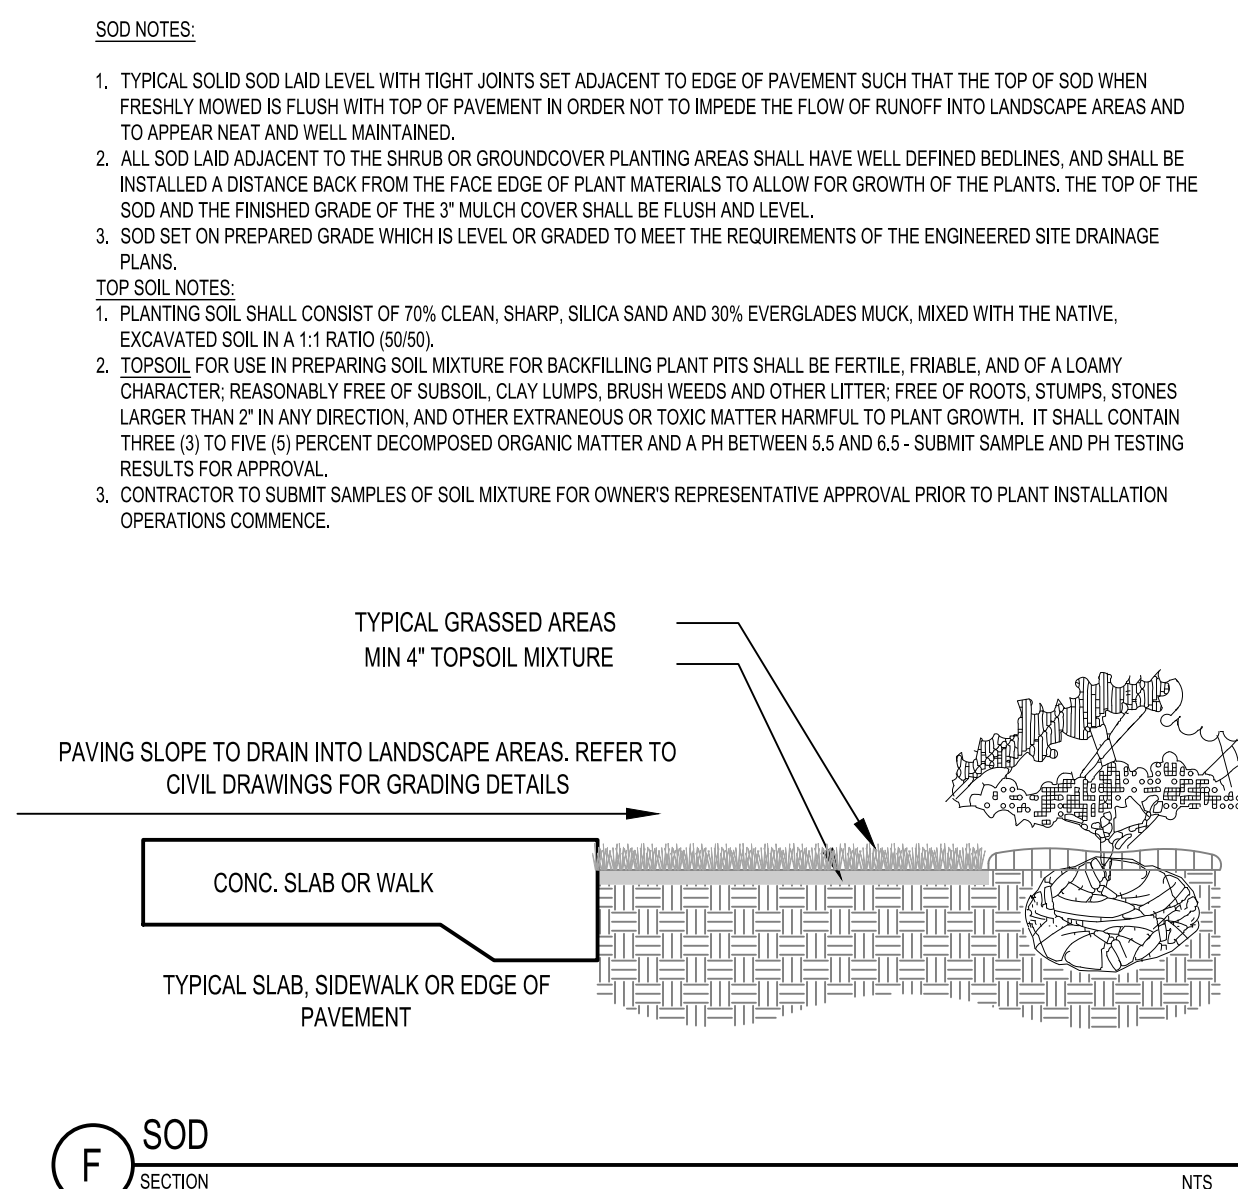 SOD NOTES:
1. TYPICAL SOLID SOD LAID LEVEL WITH TIGHT JOINTS SET ADJACENT TO EDGE OF PAVEMENT SUCH THAT THE TOP OF SOD WHEN
FRESHLY MOWED IS FLUSH WITH TOP OF PAVEMENT IN ORDER NOT TO IMPEDE THE FLOW OF RUNOFF INTO LANDSCAPE AREAS AND
TO APPEAR NEAT AND WELL MAINTAINED.
2. ALL SOD LAID ADJACENT TO THE SHRUB OR GROUNDCOVER PLANTING AREAS SHALL HAVE WELL DEFINED BEDLINES, AND SHALL BE
INSTALLED A DISTANCE BACK FROM THE FACE EDGE OF PLANT MATERIALS TO ALLOW FOR GROWTH OF THE PLANTS. THE TOP OF THE
SOD AND THE FINISHED GRADE OF THE 3" MULCH COVER SHALL BE FLUSH AND LEVEL.
3. SOD SET ON PREPARED GRADE WHICH IS LEVEL OR GRADED TO MEET THE REQUIREMENTS OF THE ENGINEERED SITE DRAINAGE
PLANS.
TOP SOIL NOTES:
1. PLANTING SOIL SHALL CONSIST OF 70% CLEAN, SHARP, SILICA SAND AND 30% EVERGLADES MUCK, MIXED WITH THE NATIVE,
EXCAVATED SOIL IN A 1:1 RATIO (50/50).
2. TOPSOIL FOR USE IN PREPARING SOIL MIXTURE FOR BACKFILLING PLANT PITS SHALL BE FERTILE, FRIABLE, AND OF A LOAMY
CHARACTER; REASONABLY FREE OF SUBSOIL, CLAY LUMPS, BRUSH WEEDS AND OTHER LITTER; FREE OF ROOTS, STUMPS, STONES
LARGER THAN 2" IN ANY DIRECTION, AND OTHER EXTRANEOUS OR TOXIC MATTER HARMFUL TO PLANT GROWTH. IT SHALL CONTAIN
THREE (3) TO FIVE (5) PERCENT DECOMPOSED ORGANIC MATTER AND A PH BETWEEN 5.5 AND 6.5 - SUBMIT SAMPLE AND PH TESTING
RESULTS FOR APPROVAL.
3. CONTRACTOR TO SUBMIT SAMPLES OF SOIL MIXTURE FOR OWNER'S REPRESENTATIVE APPROVAL PRIOR TO PLANT INSTALLATION
OPERATIONS COMMENCE.
TYPICAL GRASSED AREAS
MIN 4" TOPSOIL MIXTURE
PAVING SLOPE TO DRAIN INTO LANDSCAPE AREAS. REFER TO
CIVIL DRAWINGS FOR GRADING DETAILS
CONC. SLAB OR WALK
TYPICAL SLAB, SIDEWALK OR EDGE OF
PAVEMENT
F
SOD
SECTION
NTS